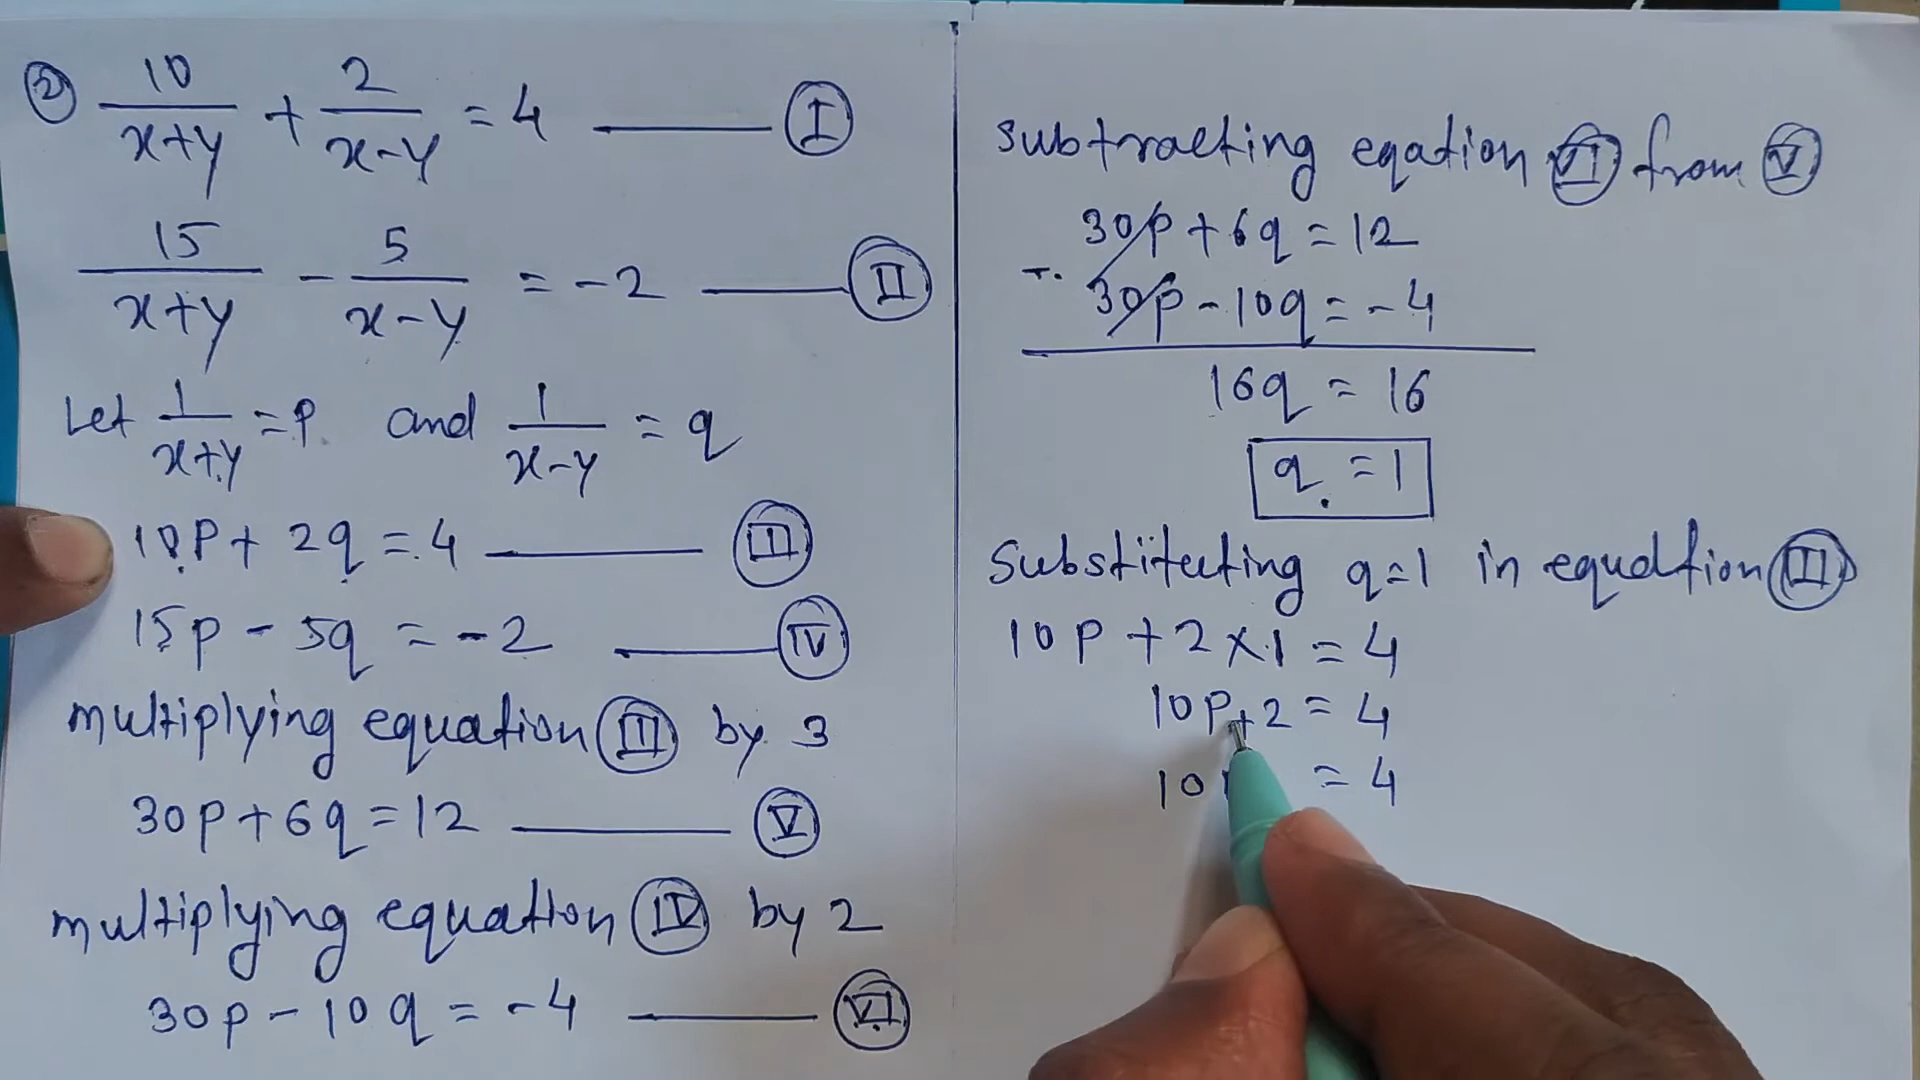 ② 10/x+y + 2/x-y = 4 —— Ⅰ
15/x+y - 5/x-y = -2 —— Ⅱ
Let 1/x+y = p and 1/x-y = q
10p + 2q = 4 —— Ⅲ
15p - 5q = -2 —— Ⅳ
multiplying equation Ⅲ by 3
30p + 6q = 12 —— Ⅴ
multiplying equation Ⅳ by 2
30p - 10q = -4 —— Ⅵ
subtracting eqation Ⅵ from Ⅴ
30p + 6q = 12
-. 30p - 10q = -4
16q = 16
q = 1
Substituting q=1 in equation Ⅲ
10p + 2×1 = 4
10p+2 = 4
10 = 4